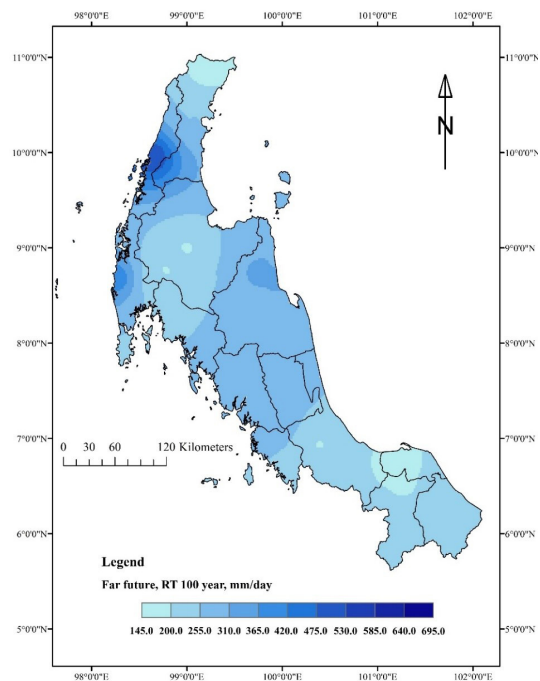 98°0'0"E 99°0'0"E 100°0'0"E 101°0'0"E 102°0'0"E
11°0'0"N 11°0'0"N
N
10°0'0"N 10°0'0"N
9°0'0"N 9°0'0"N
8°0'0"N 8°0'0"N
7°0'0"N 7°0'0"N
0 30 60 120 Kilometers
6°0'0"N 6°0'0"N
Legend
Far future, RT 100 year, mm/day
145.0 200.0 255.0 310.0 365.0 420.0 475.0 530.0 585.0 640.0 695.0
5°0'0"N 5°0'0"N
98°0'0"E 99°0'0"E 100°0'0"E 101°0'0"E 102°0'0"E